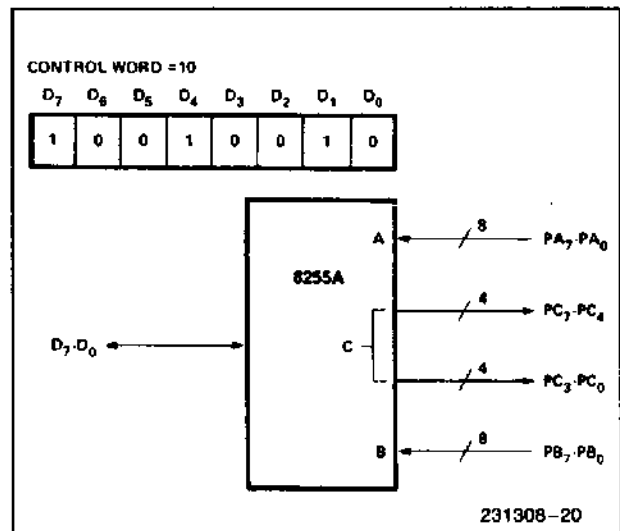 CONTROL WORD = 10
D7 D6 D5 D4 D3 D2 D1 D0
1 0 0 1 0 0 1 0
A 8 PA7-PA0
8255A
4 PC7-PC4
D7-D0 C
4 PC3-PC0
B 8 PB7-PB0
231308-20